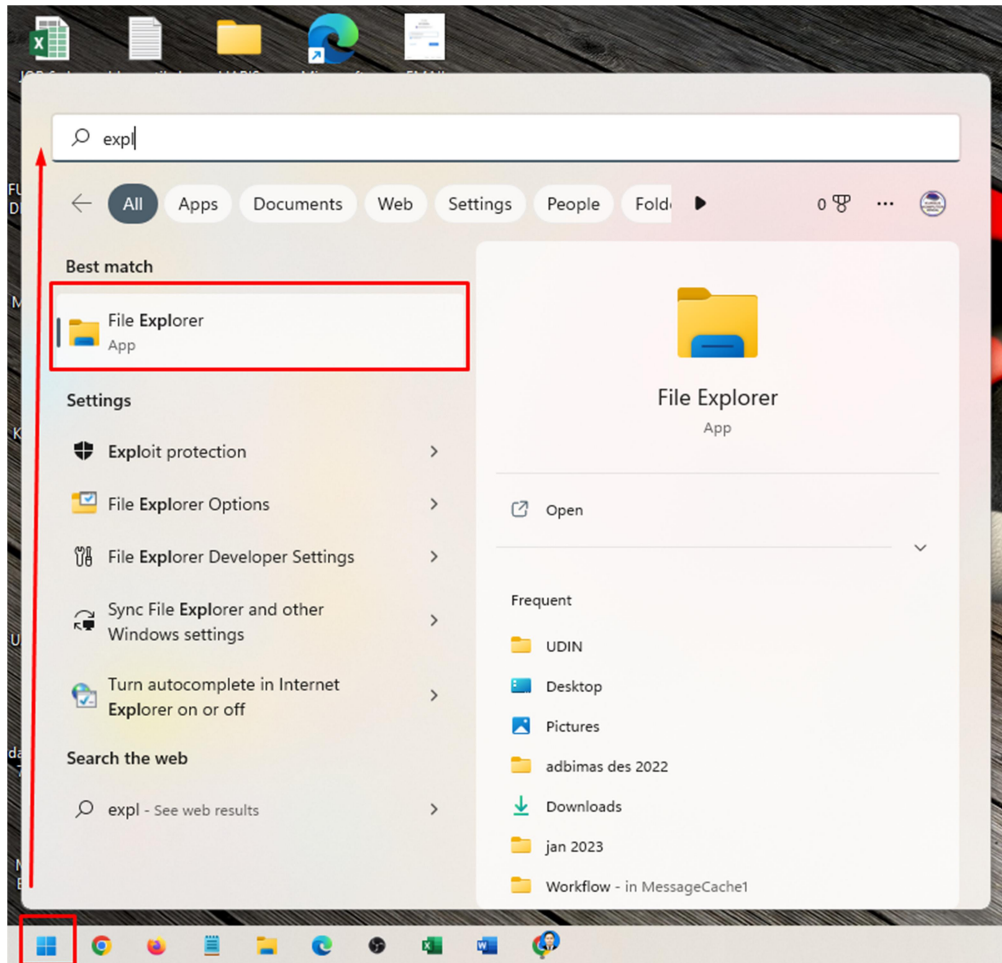 expl
All Apps Documents Web Settings People Folde 0
Best match
File Explorer
App
Settings
Exploit protection
File Explorer Options
File Explorer Developer Settings
Sync File Explorer and other
Windows settings
Turn autocomplete in Internet
Explorer on or off
Search the web
expl - See web results
File Explorer
App
Open
Frequent
UDIN
Desktop
Pictures
adbimas des 2022
Downloads
jan 2023
Workflow - in MessageCache1